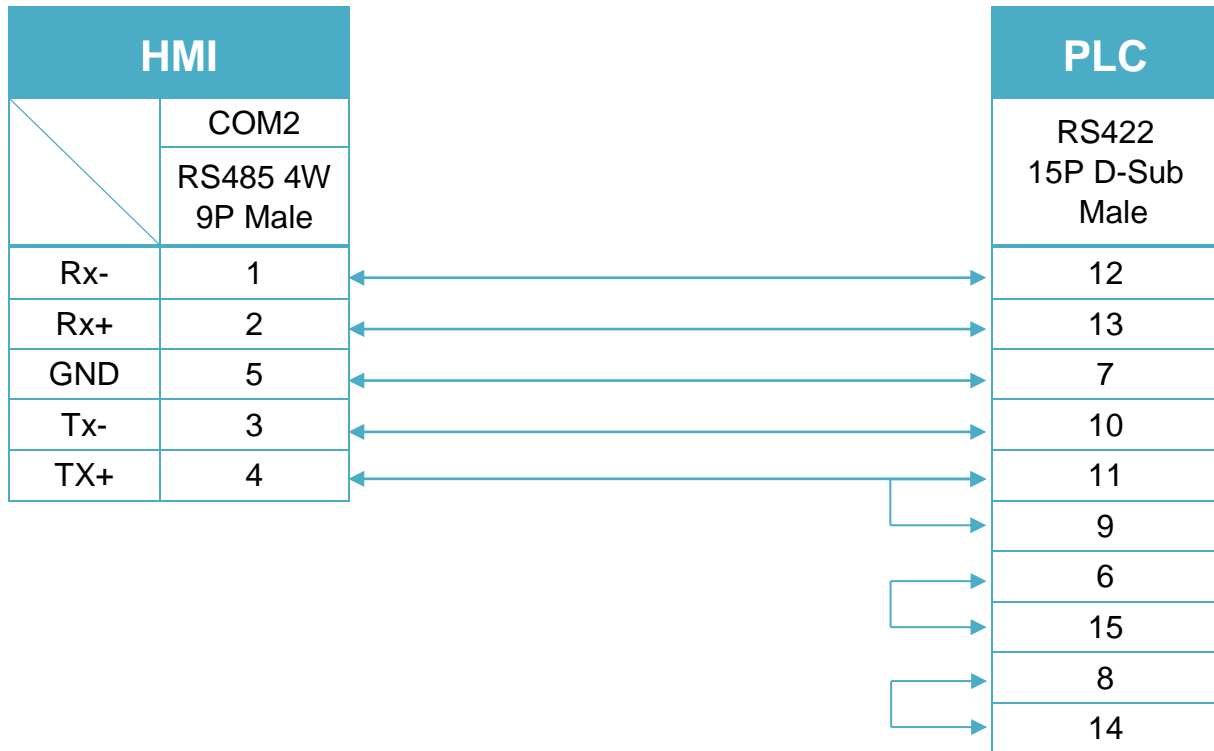 HMI
PLC
COM2
RS485 4W
9P Male
RS422
15P D-Sub
Male
Rx- 1 12
Rx+ 2 13
GND 5 7
Tx- 3 10
TX+ 4 11
9
6
15
8
14